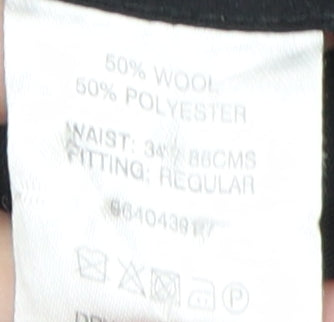 50% WOOL
50% POLYESTER
WAIST: 34"/ 86CMS
FITTING: REGULAR
P